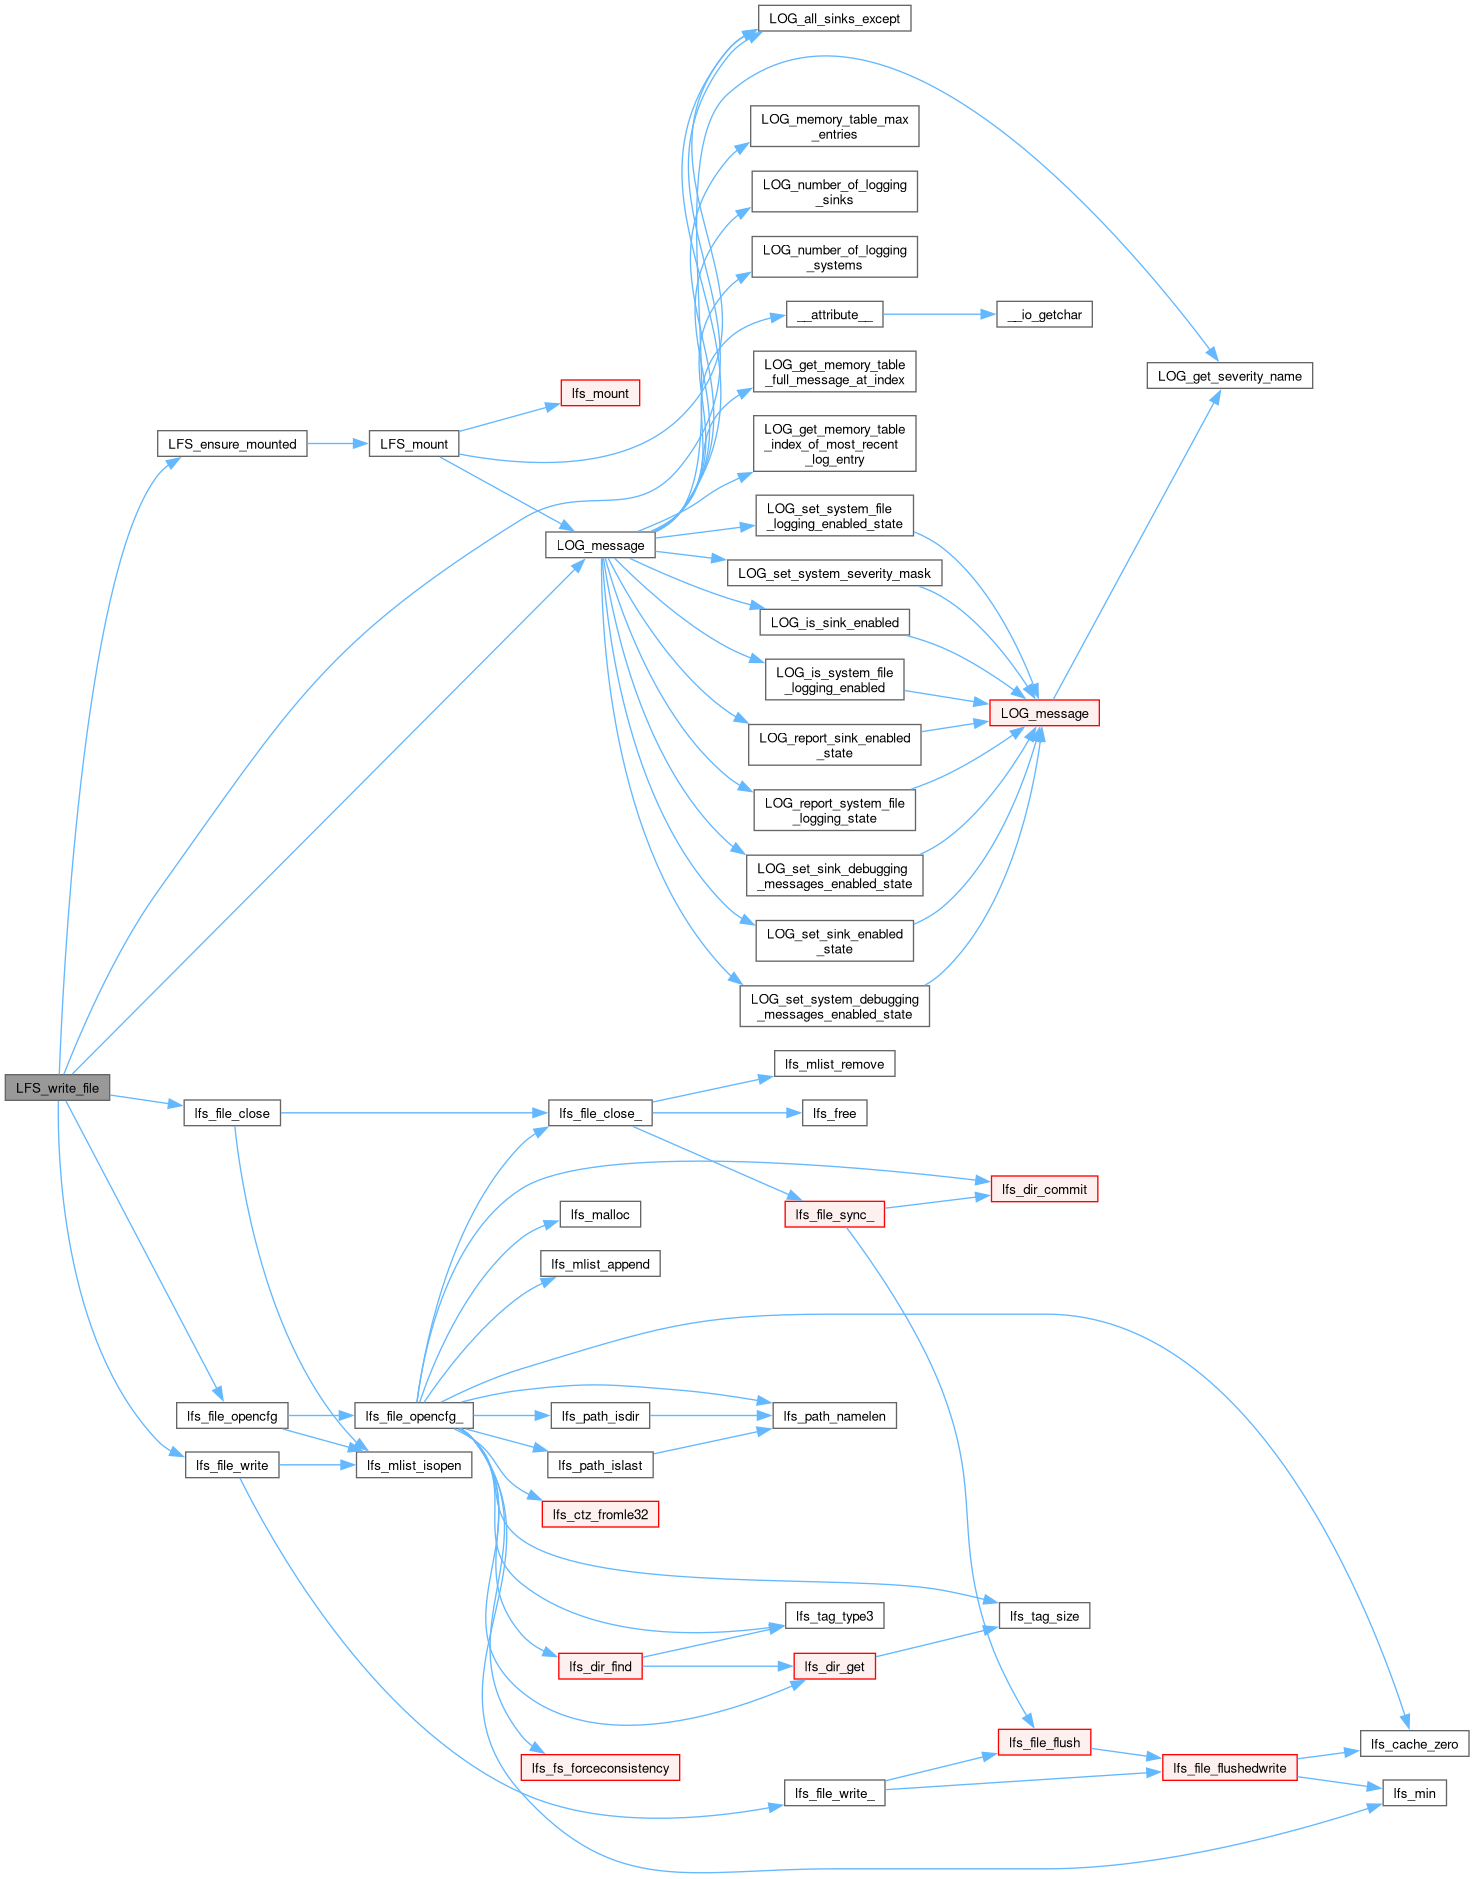 LOG_all_sinks_except
LOG_memory_table_max
_entries
LOG_number_of_logging
_sinks
LOG_number_of_logging
_systems
__attribute__
__io_getchar
LOG_get_memory_table
_full_message_at_index
LOG_get_severity_name
lfs_mount
LFS_ensure_mounted
LFS_mount
LOG_get_memory_table
_index_of_most_recent
_log_entry
LOG_set_system_file
_logging_enabled_state
LOG_message
LOG_set_system_severity_mask
LOG_is_sink_enabled
LOG_is_system_file
_logging_enabled
LOG_message
LOG_report_sink_enabled
_state
LOG_report_system_file
_logging_state
LOG_set_sink_debugging
_messages_enabled_state
LOG_set_sink_enabled
_state
LOG_set_system_debugging
_messages_enabled_state
lfs_mlist_remove
LFS_write_file
lfs_file_close
lfs_file_close_
lfs_free
lfs_dir_commit
lfs_malloc
lfs_file_sync_
lfs_mlist_append
lfs_file_opencfg
lfs_file_opencfg_
lfs_path_isdir
lfs_path_namelen
lfs_file_write
lfs_mlist_isopen
lfs_path_islast
lfs_ctz_fromle32
lfs_tag_type3
lfs_tag_size
lfs_dir_find
lfs_dir_get
lfs_file_flush
lfs_cache_zero
lfs_fs_forceconsistency
lfs_file_flushedwrite
lfs_file_write_
lfs_min